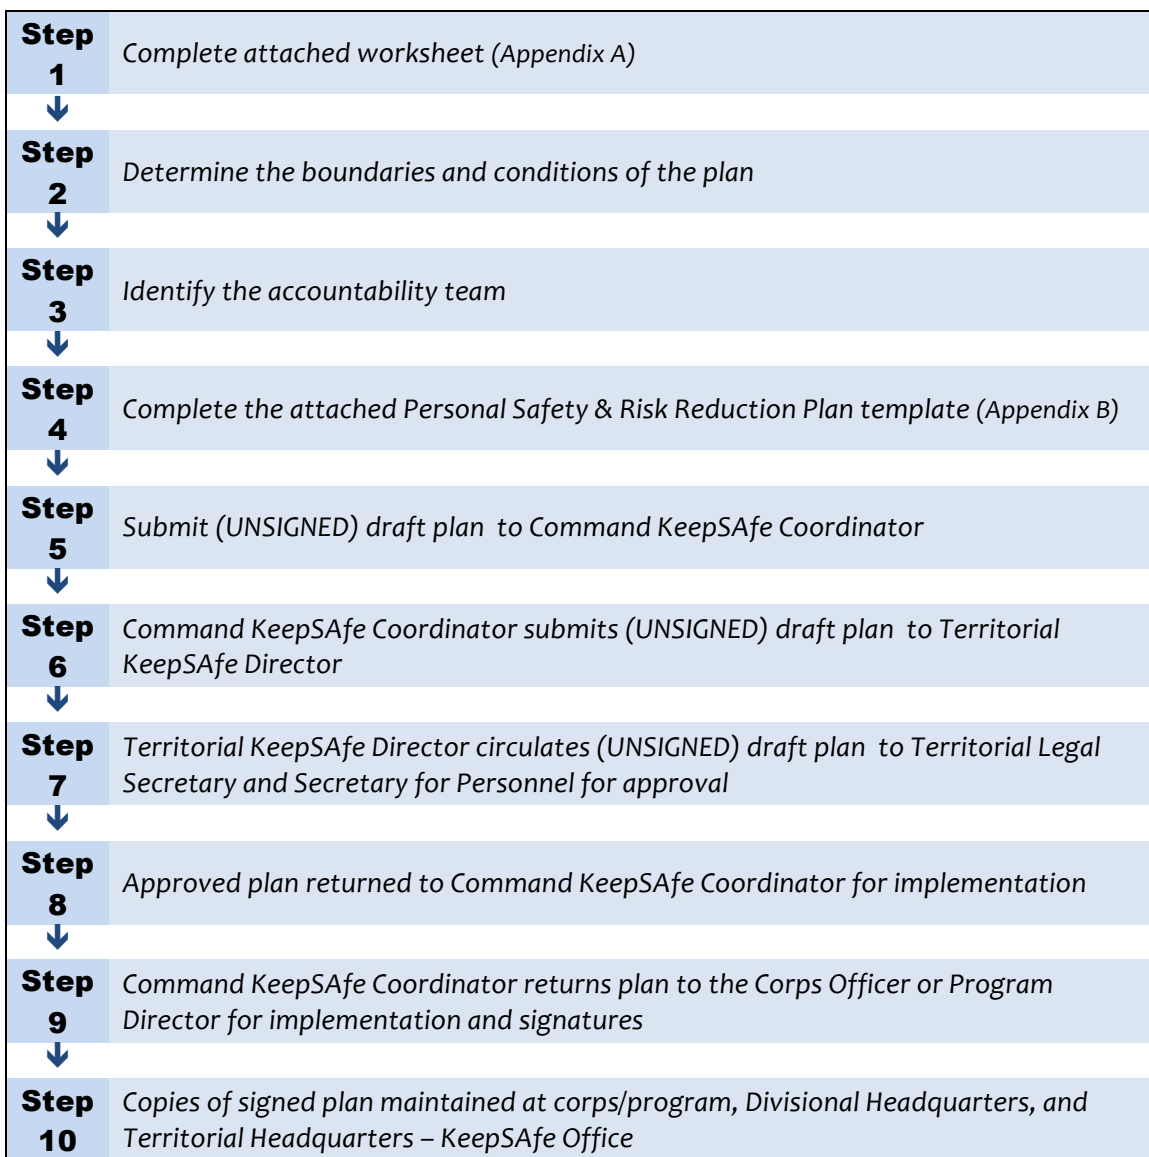 Step
1
Complete attached worksheet (Appendix A)
Step
2
Determine the boundaries and conditions of the plan
Step
3
Identify the accountability team
Step
4
Complete the attached Personal Safety & Risk Reduction Plan template (Appendix B)
Step
5
Submit (UNSIGNED) draft plan to Command KeepSAfe Coordinator
Step
6
Command KeepSAfe Coordinator submits (UNSIGNED) draft plan to Territorial
KeepSAfe Director
Step
7
Territorial KeepSAfe Director circulates (UNSIGNED) draft plan to Territorial Legal
Secretary and Secretary for Personnel for approval
Step
8
Approved plan returned to Command KeepSAfe Coordinator for implementation
Step
9
Command KeepSAfe Coordinator returns plan to the Corps Officer or Program
Director for implementation and signatures
Step
10
Copies of signed plan maintained at corps/program, Divisional Headquarters, and
Territorial Headquarters – KeepSAfe Office